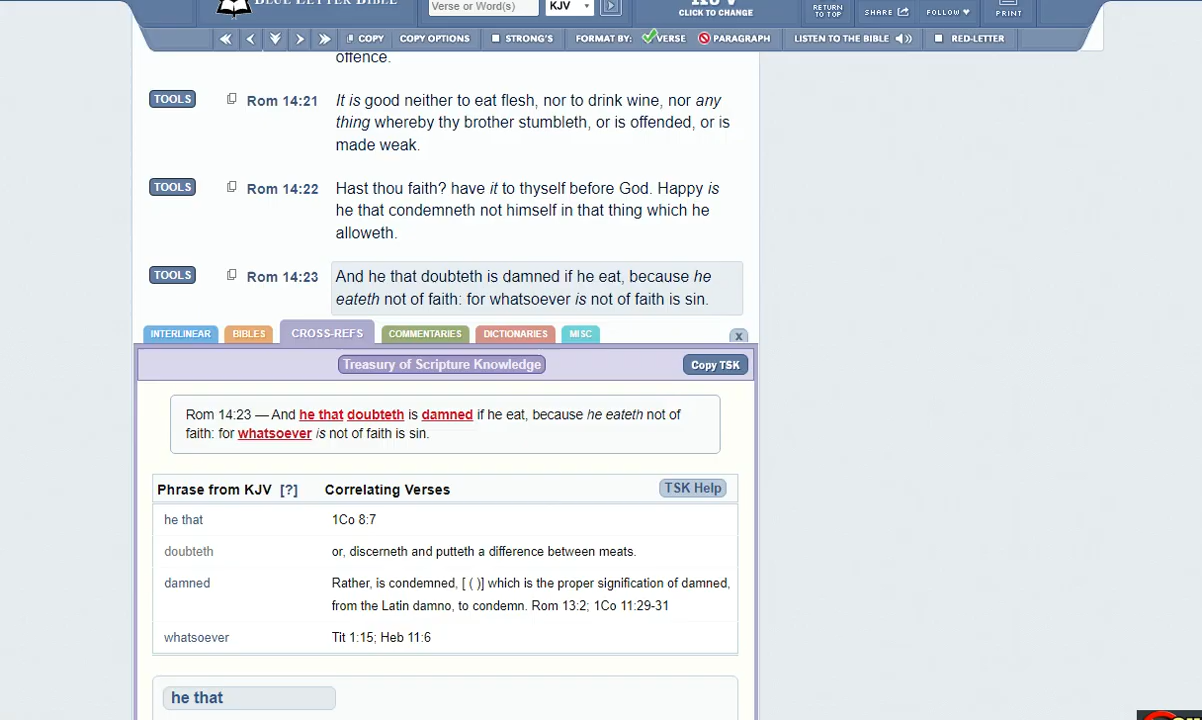 BLUE LETTER BIBLE
Verse or Word(s)
KJV
CLICK TO CHANGE
RETURN
TO TOP
SHARE
FOLLOW
PRINT
COPY
COPY OPTIONS
STRONG'S
FORMAT BY:
VERSE
PARAGRAPH
LISTEN TO THE BIBLE
RED-LETTER
offence.
TOOLS Rom 14:21 It is good neither to eat flesh, nor to drink wine, nor any
thing whereby thy brother stumbleth, or is offended, or is
made weak.
TOOLS Rom 14:22 Hast thou faith? have it to thyself before God. Happy is
he that condemneth not himself in that thing which he
alloweth.
TOOLS Rom 14:23 And he that doubteth is damned if he eat, because he
eateth not of faith: for whatsoever is not of faith is sin.
INTERLINEAR BIBLES CROSS-REFS COMMENTARIES DICTIONARIES MISC x
Treasury of Scripture Knowledge
Copy TSK
Rom 14:23 — And he that doubteth is damned if he eat, because he eateth not of
faith: for whatsoever is not of faith is sin.
Phrase from KJV [?] Correlating Verses TSK Help
he that 1Co 8:7
doubteth or, discerneth and putteth a difference between meats.
damned Rather, is condemned, [ ( )] which is the proper signification of damned,
from the Latin damno, to condemn. Rom 13:2; 1Co 11:29-31
whatsoever Tit 1:15; Heb 11:6
he that